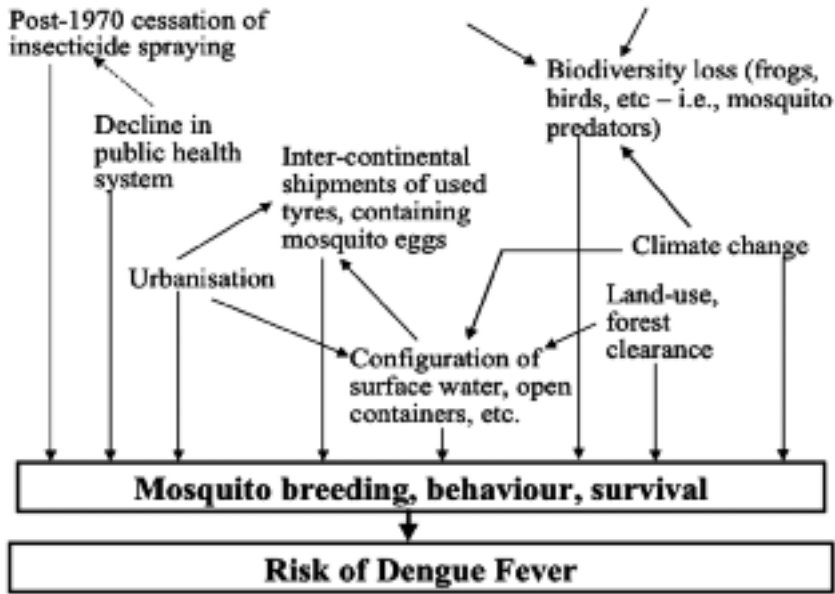 Post-1970 cessation of
insecticide spraying
Biodiversity loss (frogs,
birds, etc – i.e., mosquito
predators)
Decline in
public health
system
Inter-continental
shipments of used
tyres, containing
mosquito eggs
Climate change
Urbanisation
Land-use,
forest
clearance
Configuration of
surface water, open
containers, etc.
Mosquito breeding, behaviour, survival
Risk of Dengue Fever